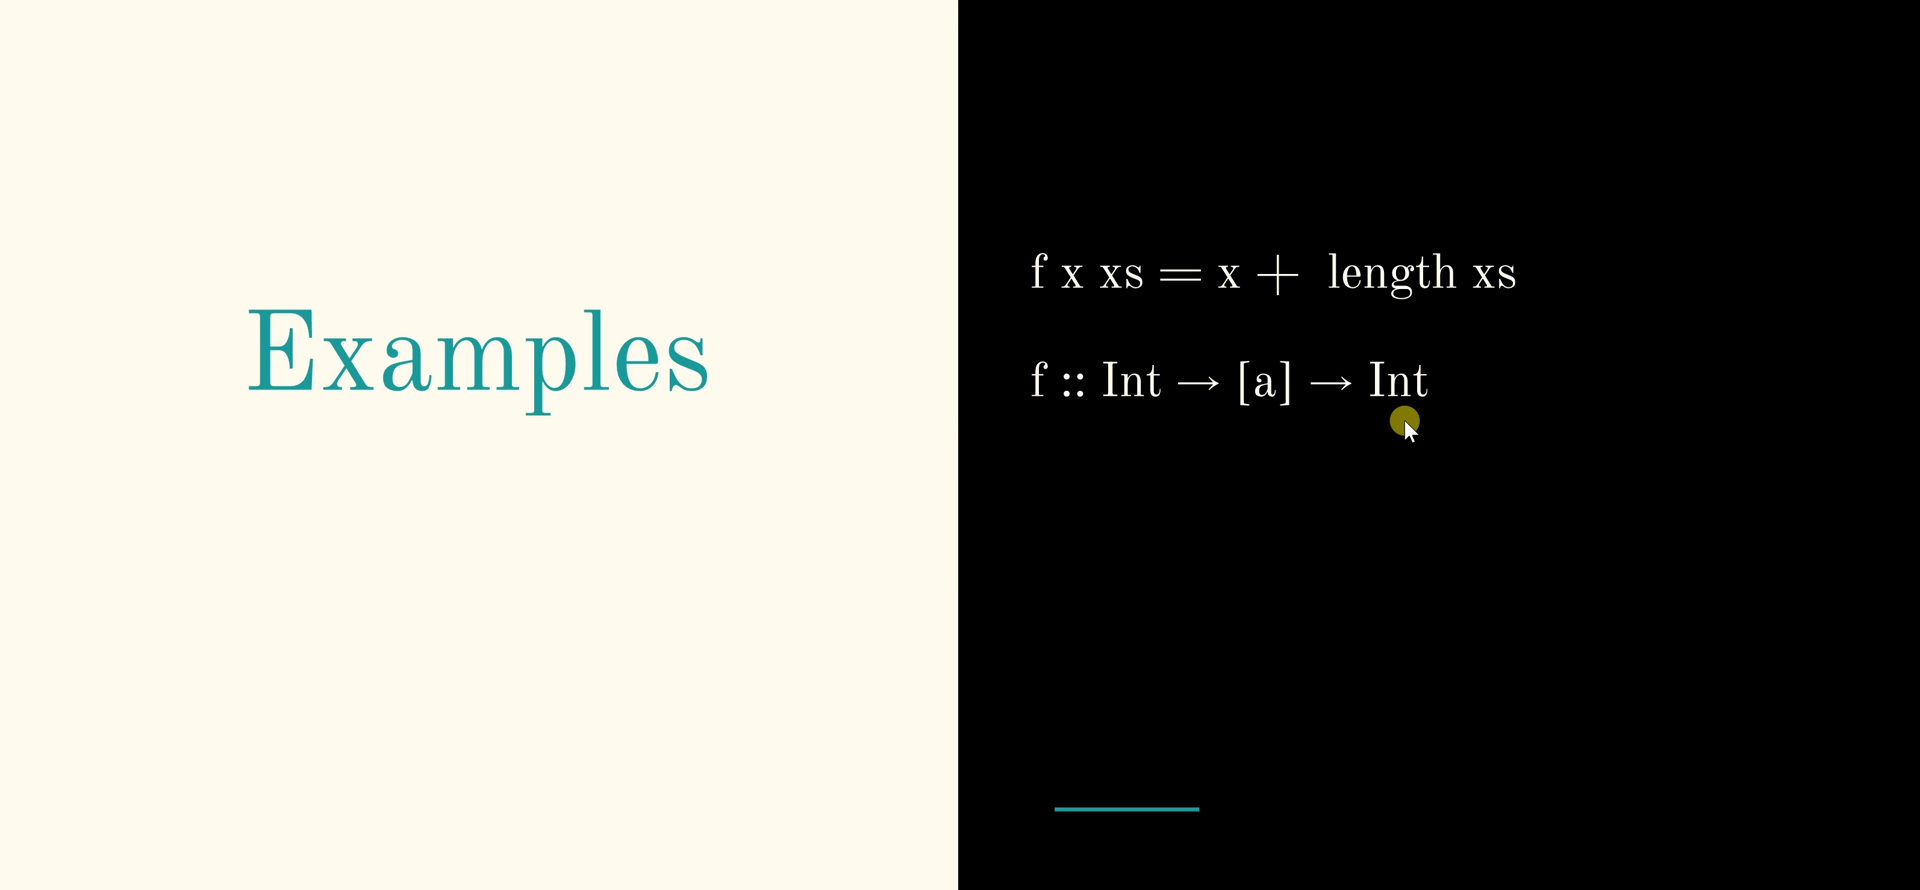 Examples
f x xs = x + length xs
f :: Int → [a] → Int